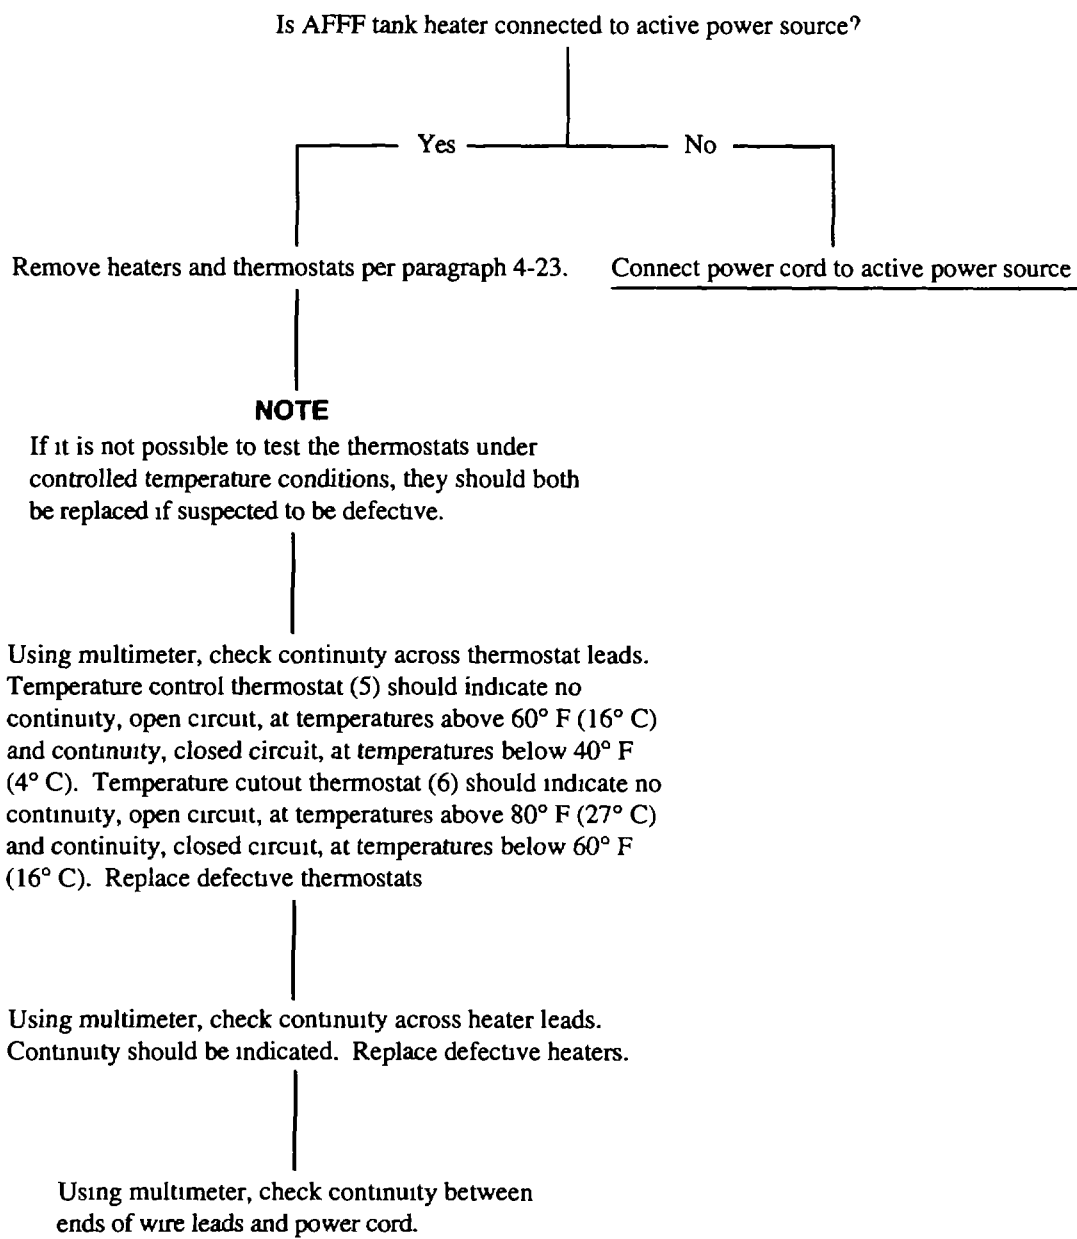 Is AFFF tank heater connected to active power source?
Yes
No
Remove heaters and thermostats per paragraph 4-23.
Connect power cord to active power source
NOTE
If it is not possible to test the thermostats under
controlled temperature conditions, they should both
be replaced if suspected to be defective.
Using multimeter, check continuity across thermostat leads.
Temperature control thermostat (5) should indicate no
continuity, open circuit, at temperatures above 60° F (16° C)
and continuity, closed circuit, at temperatures below 40° F
(4° C). Temperature cutout thermostat (6) should indicate no
continuity, open circuit, at temperatures above 80° F (27° C)
and continuity, closed circuit, at temperatures below 60° F
(16° C). Replace defective thermostats
Using multimeter, check continuity across heater leads.
Continuity should be indicated. Replace defective heaters.
Using multimeter, check continuity between
ends of wire leads and power cord.